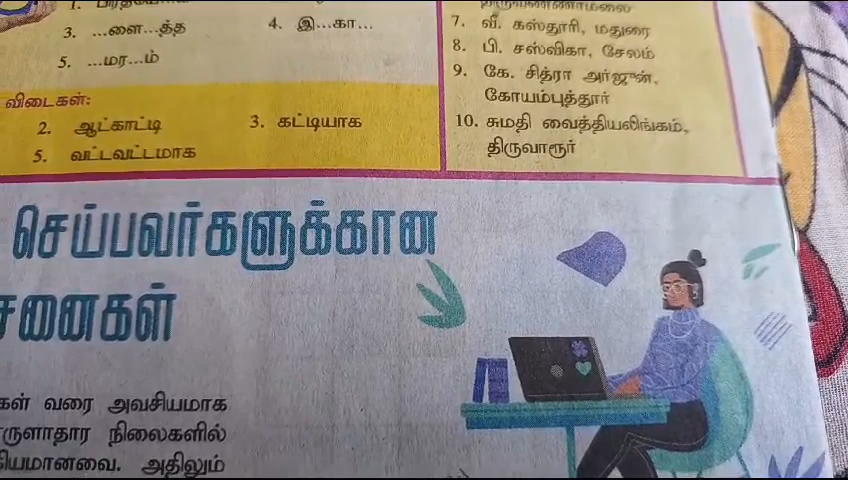 3. ...ளை...த்த
4. இ...கா...
5. ...மர...ம்
விடைகள்:
2. ஆட்காட்டி
3. கட்டியாக
5. வட்டவட்டமாக
7. வீ. கஸ்தூரி, மதுரை
8. பி. சஸ்விகா, சேலம்
9. கே. சித்ரா அர்ஜுன்,
கோயம்புத்தூர்
10. சுமதி வைத்தியலிங்கம்,
திருவாரூர்
செய்பவர்களுக்கான
சனைகள்
கள் வரை அவசியமாக
ருளாதார நிலைகளில்
கியமானவை. அதிலும்